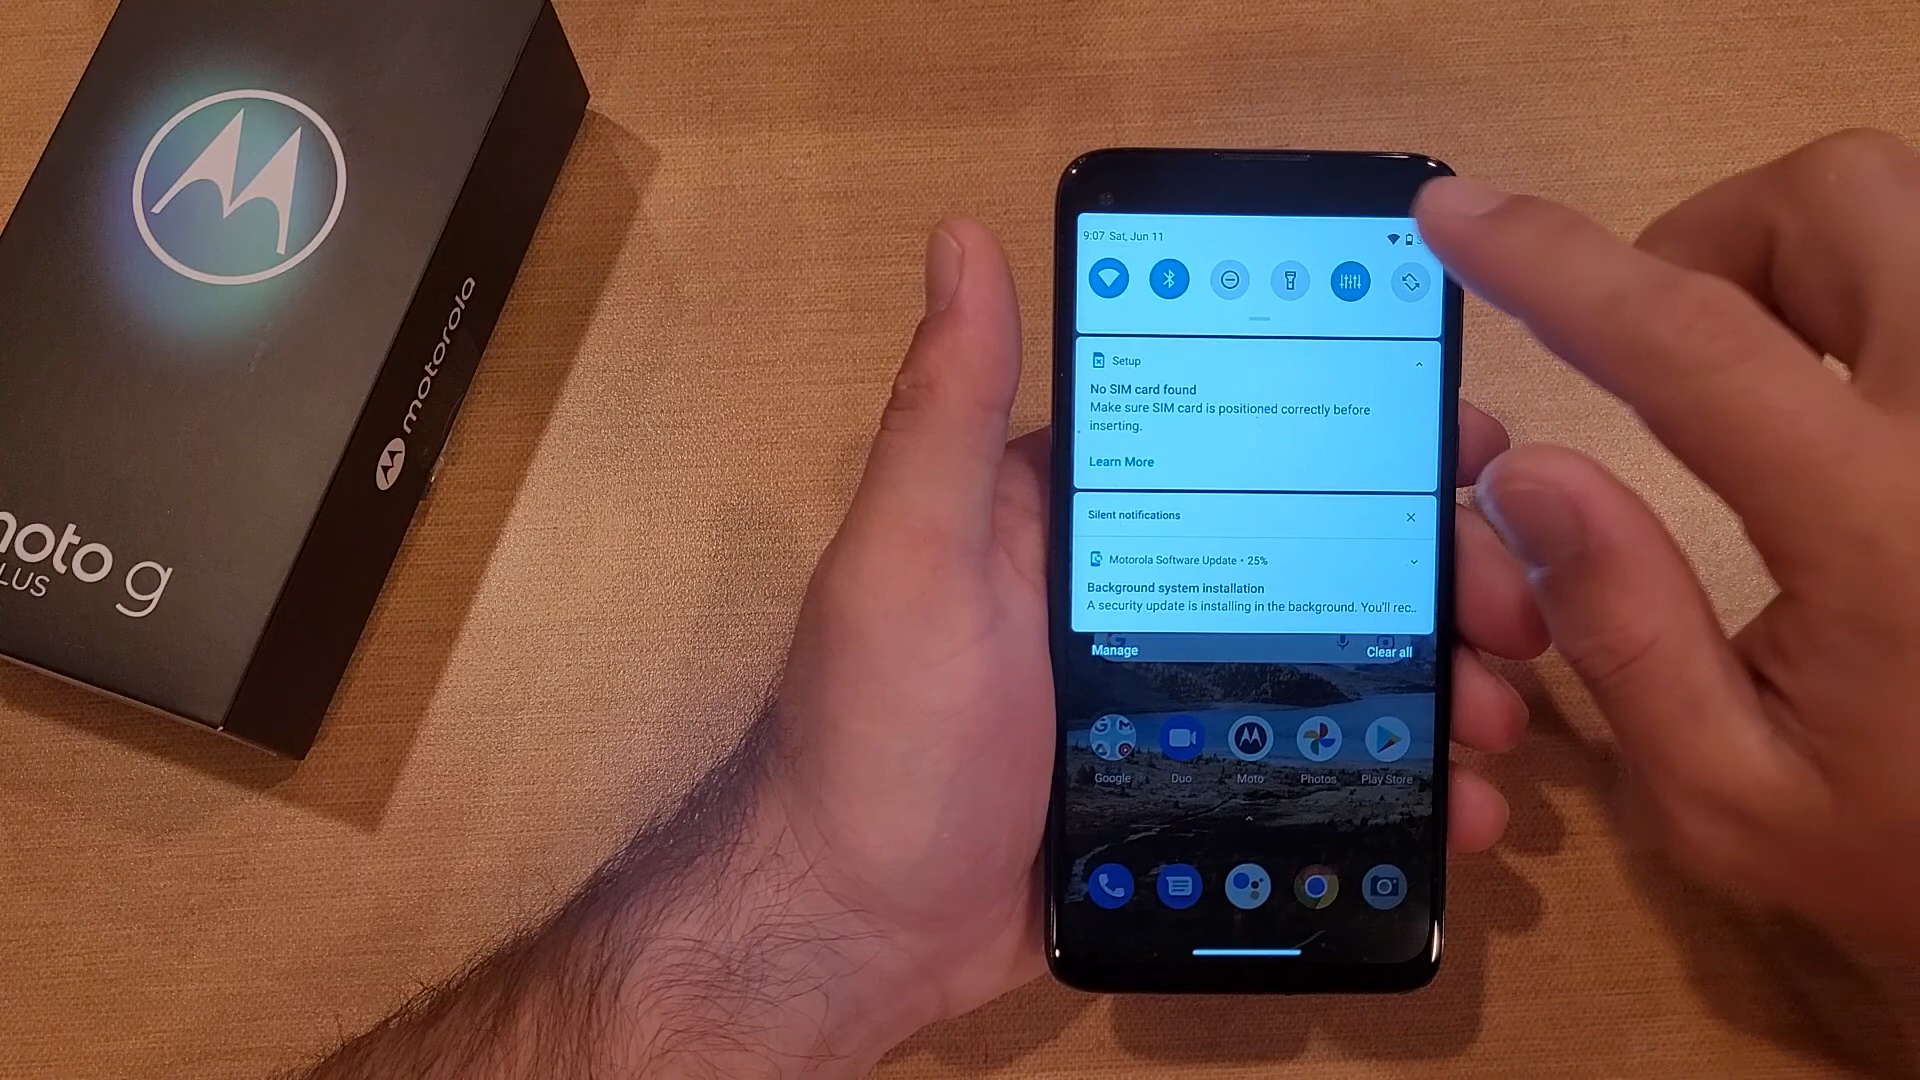 motorola
moto g
PLUS
9:07 Sat, Jun 11
Setup
No SIM card found
Make sure SIM card is positioned correctly before
inserting.
Learn More
Silent notifications
Motorola Software Update • 25%
Background system installation
A security update is installing in the background. You'll rec..
Manage
Clear all
Google
Duo
Moto
Photos
Play Store